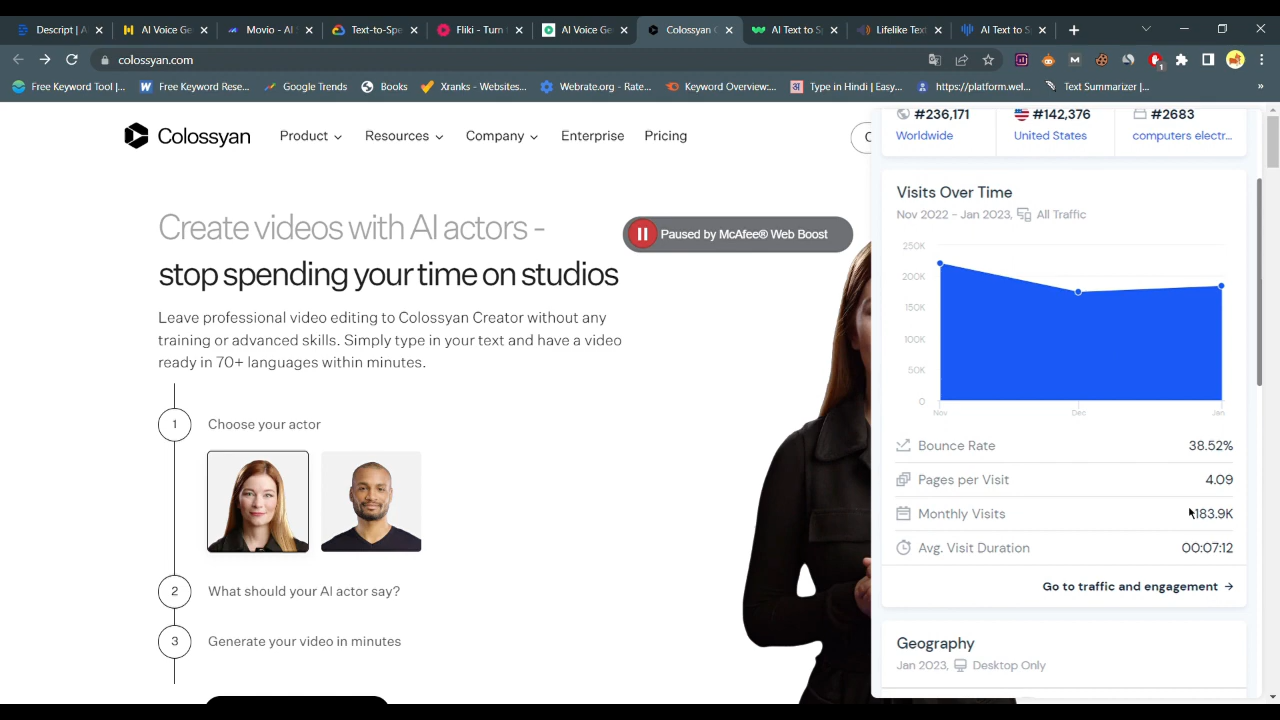 Descript | A
AI Voice Ge
Movio - AI S
Text-to-Spe
Fliki - Turn t
AI Voice Ge
Colossyan C
AI Text to Sp
Lifelike Text
AI Text to Sp
colossyan.com
1
Free Keyword Tool |...
Free Keyword Rese...
Google Trends
Books
Xranks - Websites...
Webrate.org - Rate...
Keyword Overview:...
Type in Hindi | Easy...
https://platform.wel...
Text Summarizer |...
»
Colossyan
Product
Resources
Company
Enterprise
Pricing
Create videos with AI actors -
stop spending your time on studios
Paused by McAfee® Web Boost
Leave professional video editing to Colossyan Creator without any
training or advanced skills. Simply type in your text and have a video
ready in 70+ languages within minutes.
1 Choose your actor
2 What should your AI actor say?
3 Generate your video in minutes
#236,171
Worldwide
#142,376
United States
#2683
computers electr...
Visits Over Time
Nov 2022 - Jan 2023, All Traffic
250K
200K
150K
100K
50K
0
Nov Dec Jan
Bounce Rate 38.52%
Pages per Visit 4.09
Monthly Visits 183.9K
Avg. Visit Duration 00:07:12
Go to traffic and engagement →
Geography
Jan 2023, Desktop Only